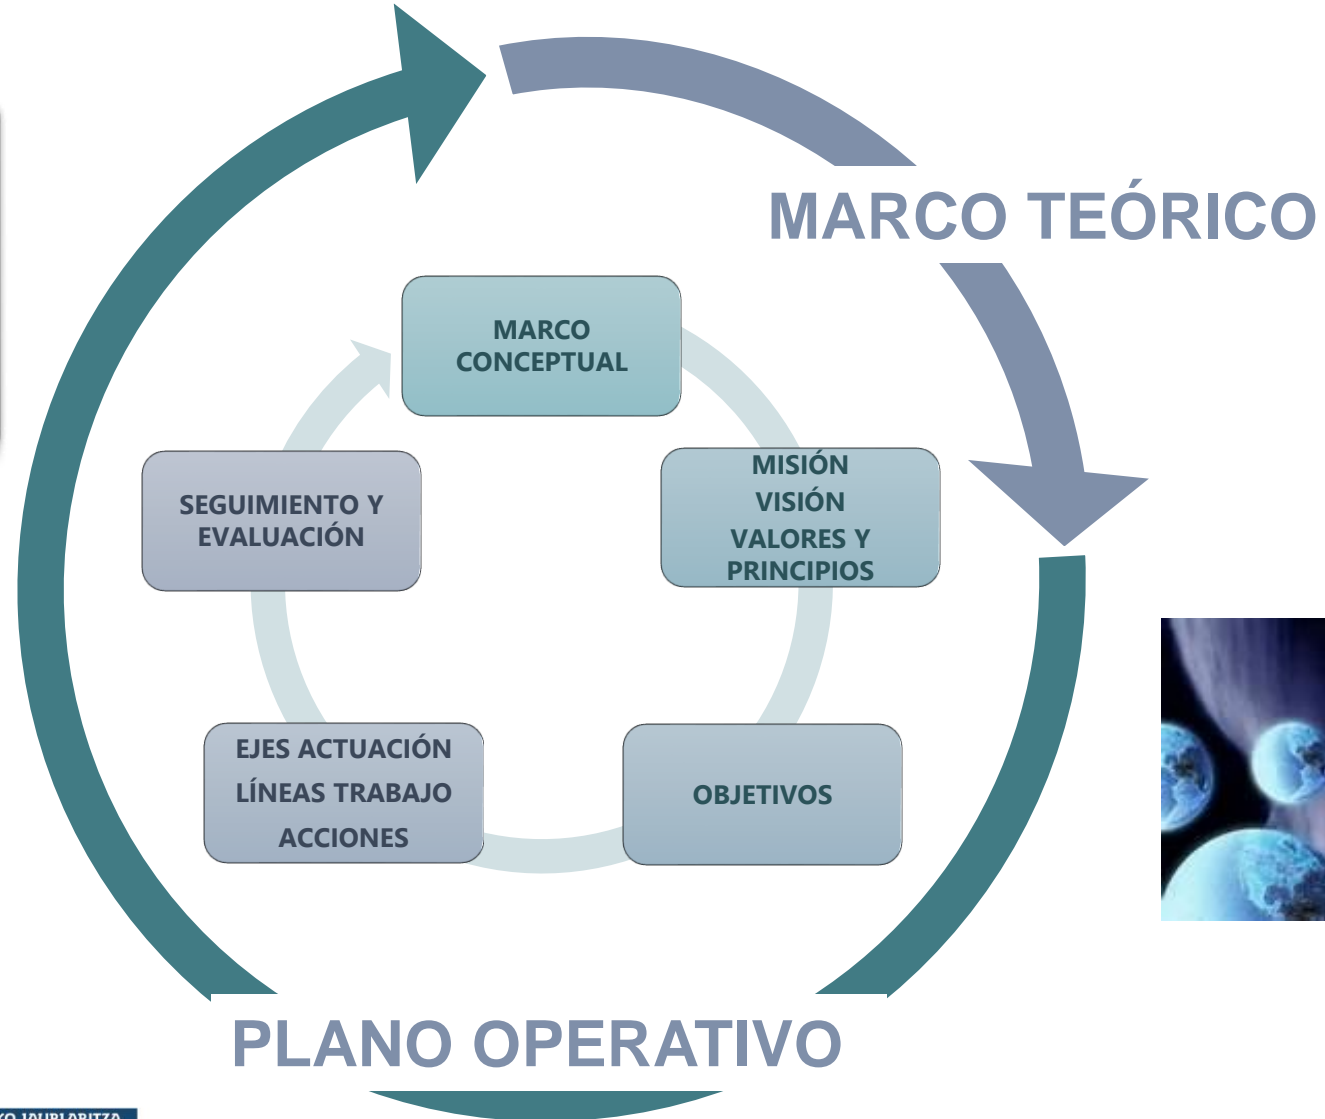 MARCO TEÓRICO
MARCO
CONCEPTUAL
MISIÓN
VISIÓN
VALORES Y
PRINCIPIOS
SEGUIMIENTO Y
EVALUACIÓN
EJES ACTUACIÓN
LÍNEAS TRABAJO
ACCIONES
OBJETIVOS
PLANO OPERATIVO